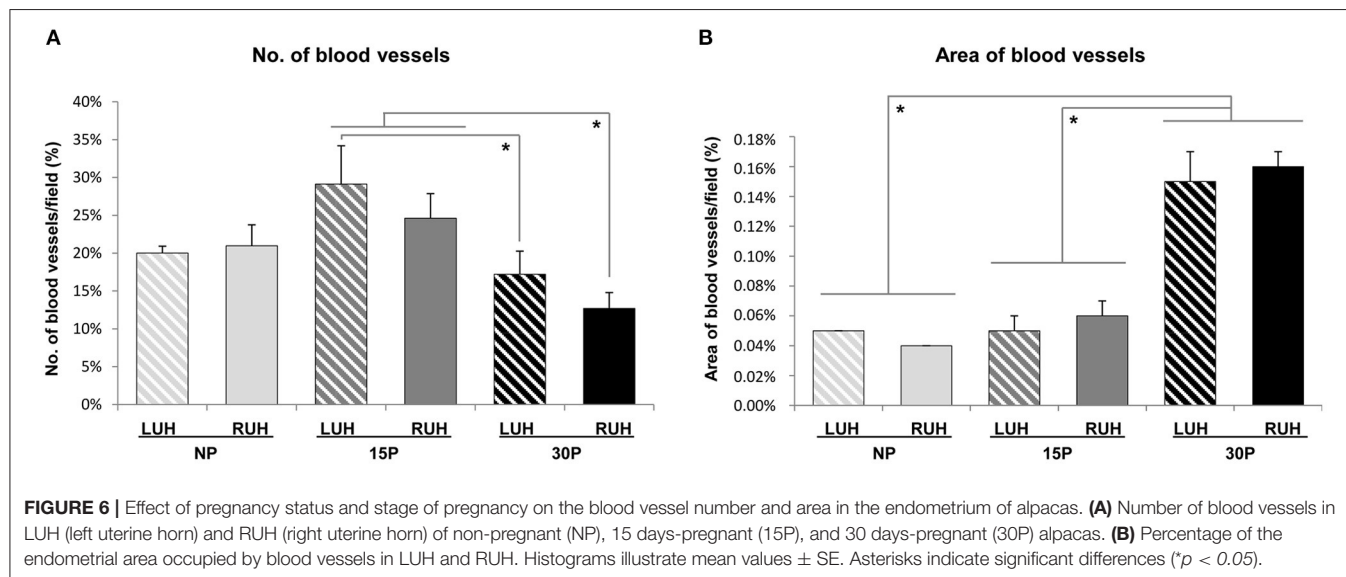 A
No. of blood vessels
No. of blood vessels/field (%)
40%
35%
30%
25%
20%
15%
10%
5%
0%
*
*
LUH RUH LUH RUH LUH RUH
NP 15P 30P
B
Area of blood vessels
Area of blood vessels/field (%)
0.18%
0.16%
0.14%
0.12%
0.10%
0.08%
0.06%
0.04%
0.02%
0.00%
*
*
LUH RUH LUH RUH LUH RUH
NP 15P 30P
FIGURE 6 | Effect of pregnancy status and stage of pregnancy on the blood vessel number and area in the endometrium of alpacas. (A) Number of blood vessels in
LUH (left uterine horn) and RUH (right uterine horn) of non-pregnant (NP), 15 days-pregnant (15P), and 30 days-pregnant (30P) alpacas. (B) Percentage of the
endometrial area occupied by blood vessels in LUH and RUH. Histograms illustrate mean values ± SE. Asterisks indicate significant differences (*p < 0.05).